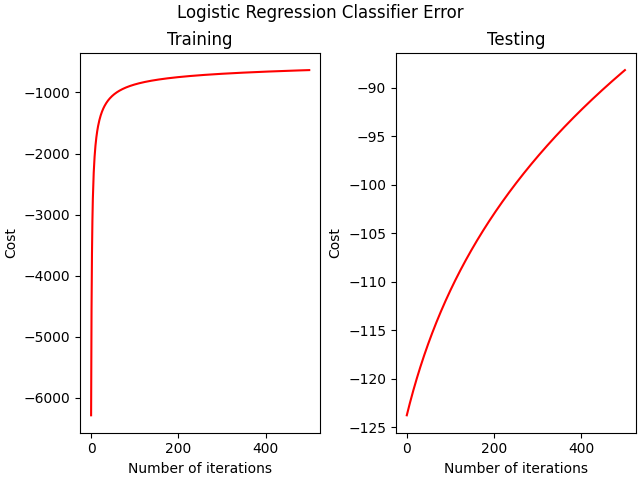 Logistic Regression Classifier Error
Training
Testing
Cost
−1000
−2000
−3000
−4000
−5000
−6000
0
200
400
Number of iterations
Cost
−90
−95
−100
−105
−110
−115
−120
−125
0
200
400
Number of iterations